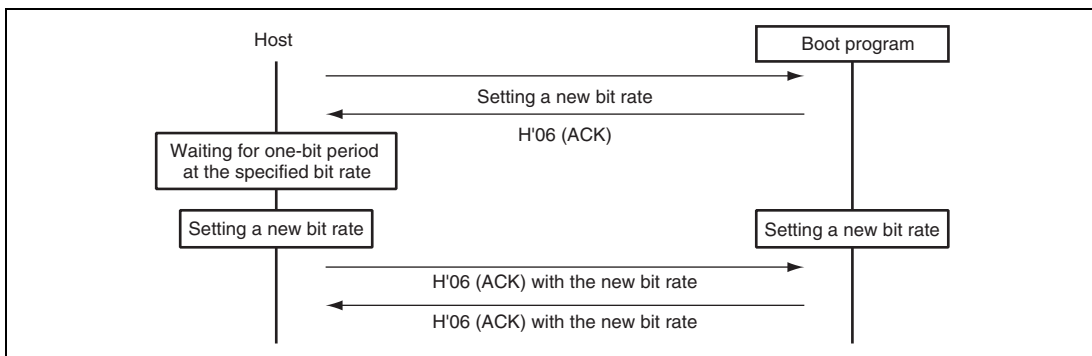 Host
Boot program
Setting a new bit rate
H'06 (ACK)
Waiting for one-bit period
at the specified bit rate
Setting a new bit rate
Setting a new bit rate
H'06 (ACK) with the new bit rate
H'06 (ACK) with the new bit rate